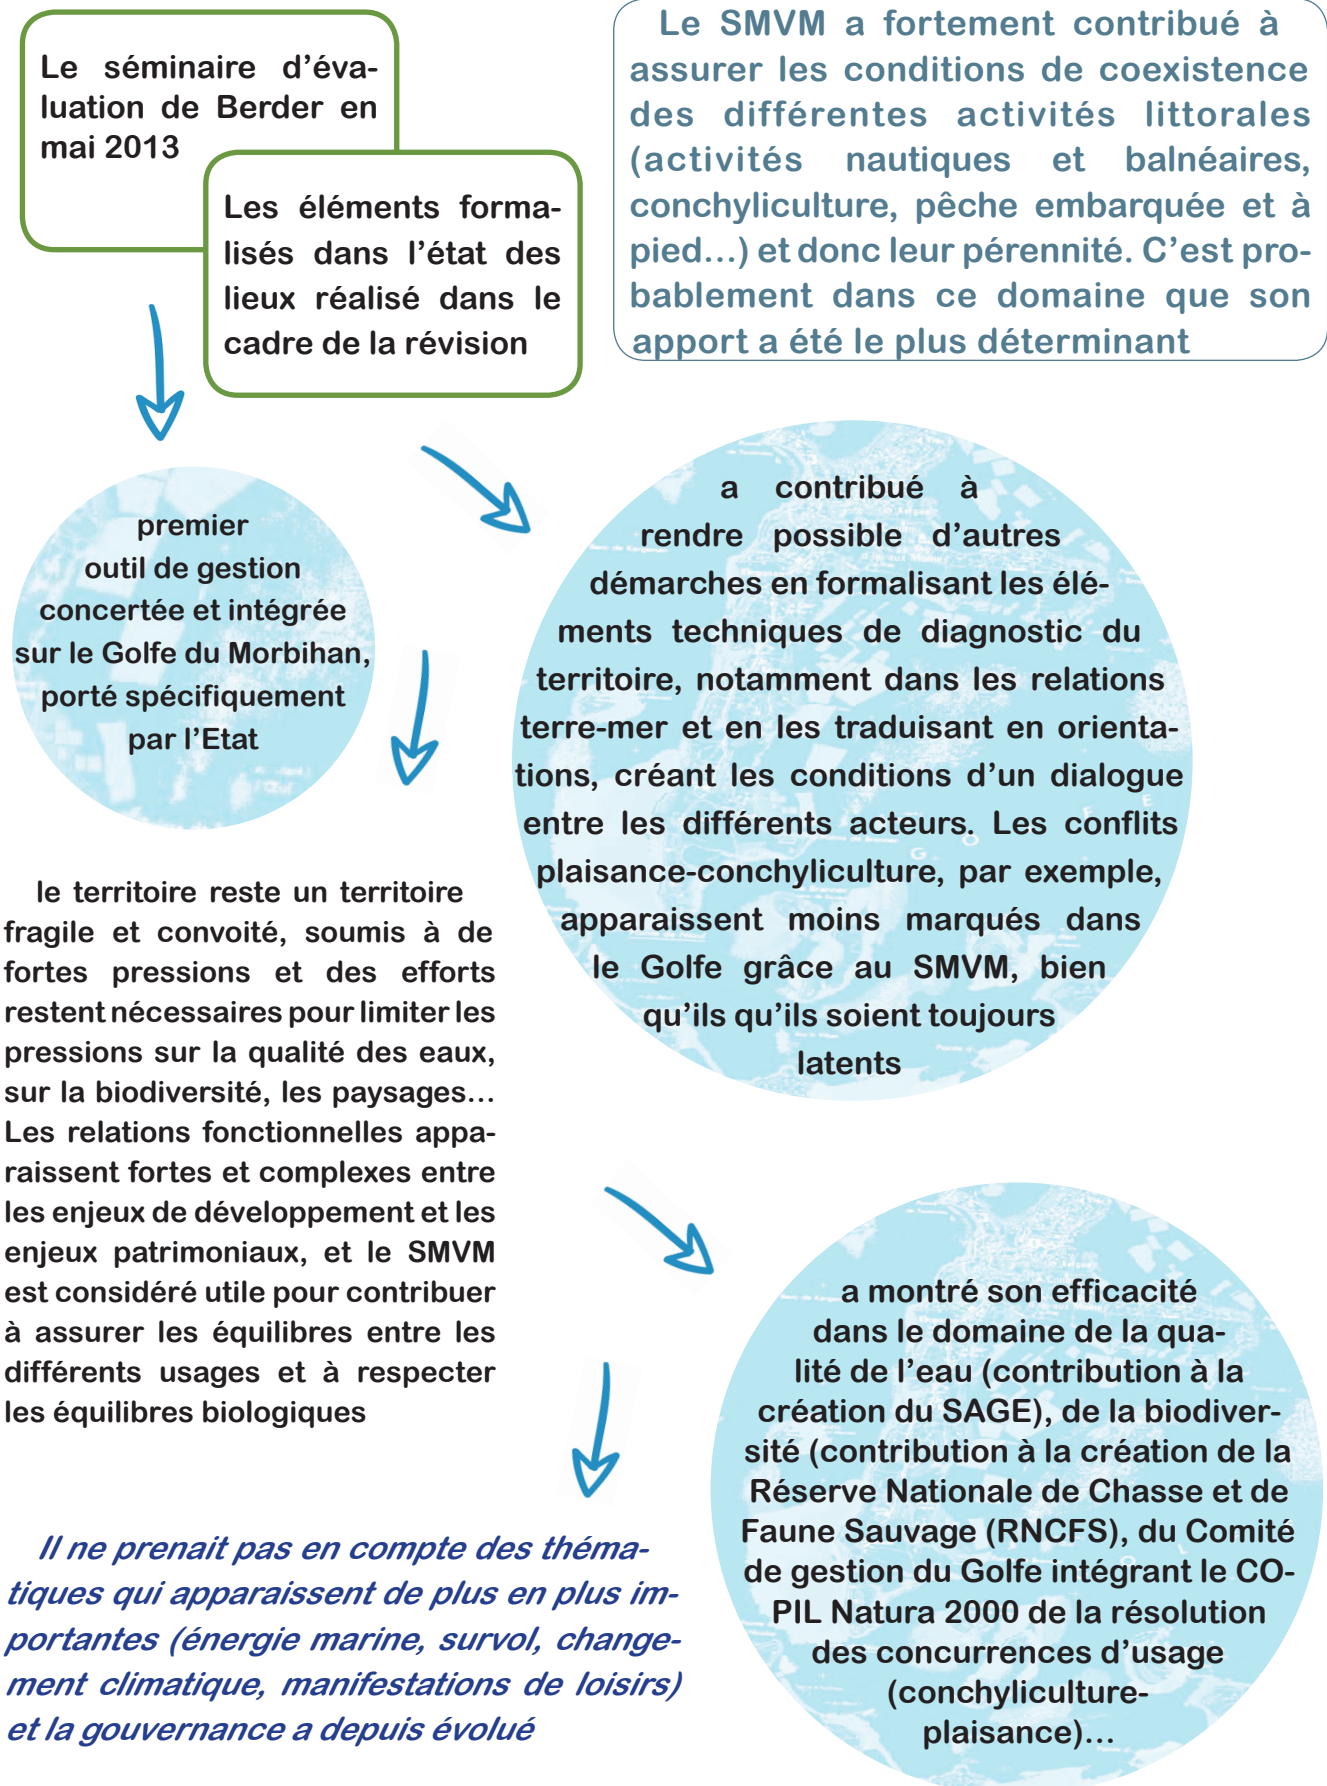 Le séminaire d’éva-
luation de Berder en
mai 2013
Les éléments forma-
lisés dans l’état des
lieux réalisé dans le
cadre de la révision
Le SMVM a fortement contribué à
assurer les conditions de coexistence
des différentes activités littorales
(activités nautiques et balnéaires,
conchyliculture, pêche embarquée et à
pied…) et donc leur pérennité. C’est pro-
bablement dans ce domaine que son
apport a été le plus déterminant
premier
outil de gestion
concertée et intégrée
sur le Golfe du Morbihan,
porté spécifiquement
par l’Etat
a contribué à
rendre possible d’autres
démarches en formalisant les élé-
ments techniques de diagnostic du
territoire, notamment dans les relations
terre-mer et en les traduisant en orienta-
tions, créant les conditions d’un dialogue
entre les différents acteurs. Les conflits
plaisance-conchyliculture, par exemple,
apparaissent moins marqués dans
le Golfe grâce au SMVM, bien
qu’ils qu’ils soient toujours
latents
le territoire reste un territoire
fragile et convoité, soumis à de
fortes pressions et des efforts
restent nécessaires pour limiter les
pressions sur la qualité des eaux,
sur la biodiversité, les paysages…
Les relations fonctionnelles appa-
raissent fortes et complexes entre
les enjeux de développement et les
enjeux patrimoniaux, et le SMVM
est considéré utile pour contribuer
à assurer les équilibres entre les
différents usages et à respecter
les équilibres biologiques
a montré son efficacité
dans le domaine de la qua-
lité de l’eau (contribution à la
création du SAGE), de la biodiver-
sité (contribution à la création de la
Réserve Nationale de Chasse et de
Faune Sauvage (RNCFS), du Comité
de gestion du Golfe intégrant le CO-
PIL Natura 2000 de la résolution
des concurrences d’usage
(conchyliculture-
plaisance)…
Il ne prenait pas en compte des théma-
tiques qui apparaissent de plus en plus im-
portantes (énergie marine, survol, change-
ment climatique, manifestations de loisirs)
et la gouvernance a depuis évolué